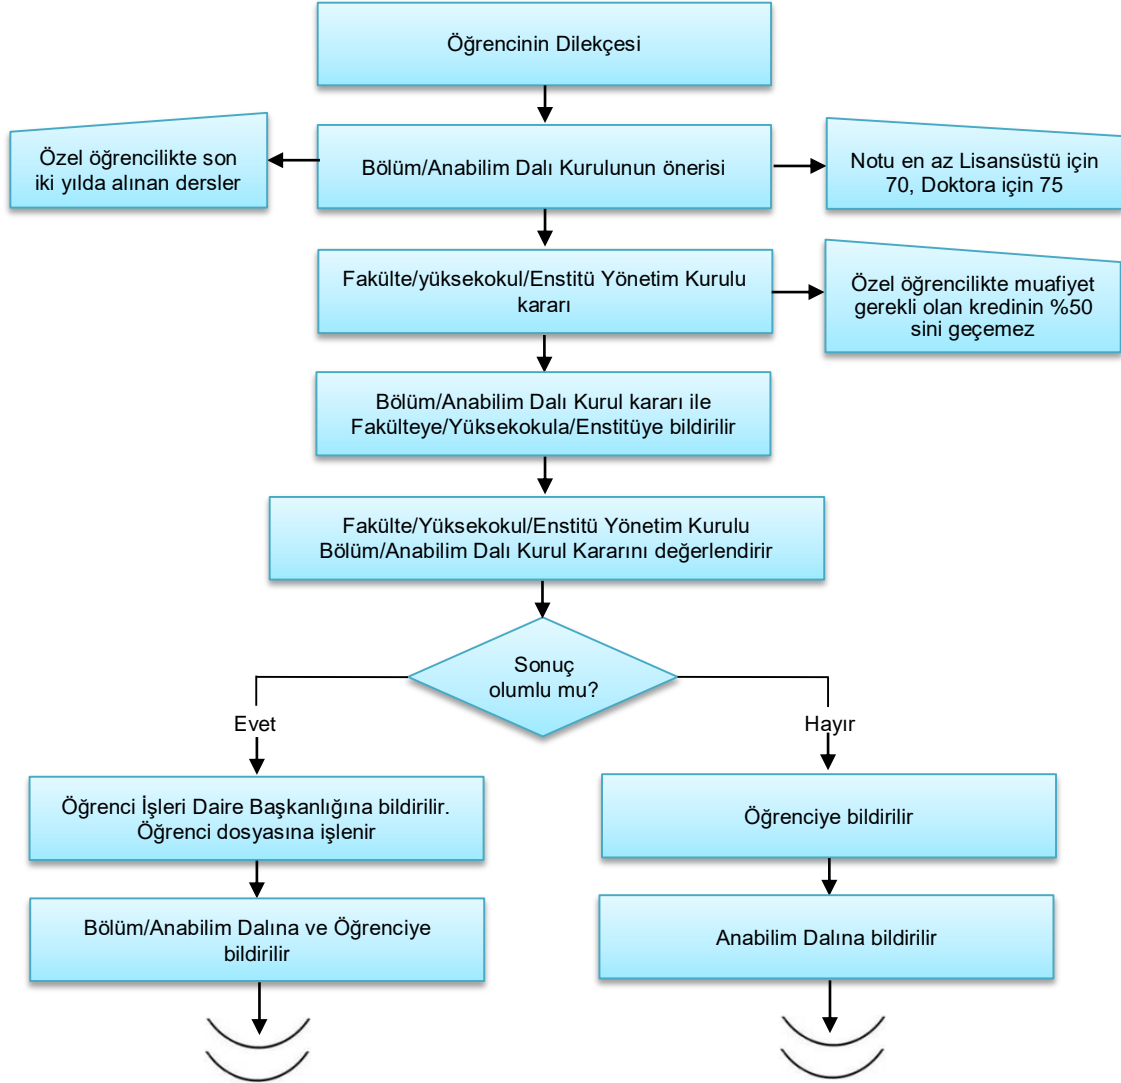 Öğrencinin Dilekçesi
Özel öğrencilikte son
iki yılda alınan dersler
Bölüm/Anabilim Dalı Kurulunun önerisi
Notu en az Lisansüstü için
70, Doktora için 75
Fakülte/yüksekokul/Enstitü Yönetim Kurulu
kararı
Özel öğrencilikte muafiyet
gerekli olan kredinin %50
sini geçemez
Bölüm/Anabilim Dalı Kurul kararı ile
Fakülteye/Yüksekokula/Enstitüye bildirilir
Fakülte/Yüksekokul/Enstitü Yönetim Kurulu
Bölüm/Anabilim Dalı Kurul Kararını değerlendirir
Sonuç
olumlu mu?
Evet
Hayır
Öğrenci İşleri Daire Başkanlığına bildirilir.
Öğrenci dosyasına işlenir
Öğrenciye bildirilir
Bölüm/Anabilim Dalına ve Öğrenciye
bildirilir
Anabilim Dalına bildirilir